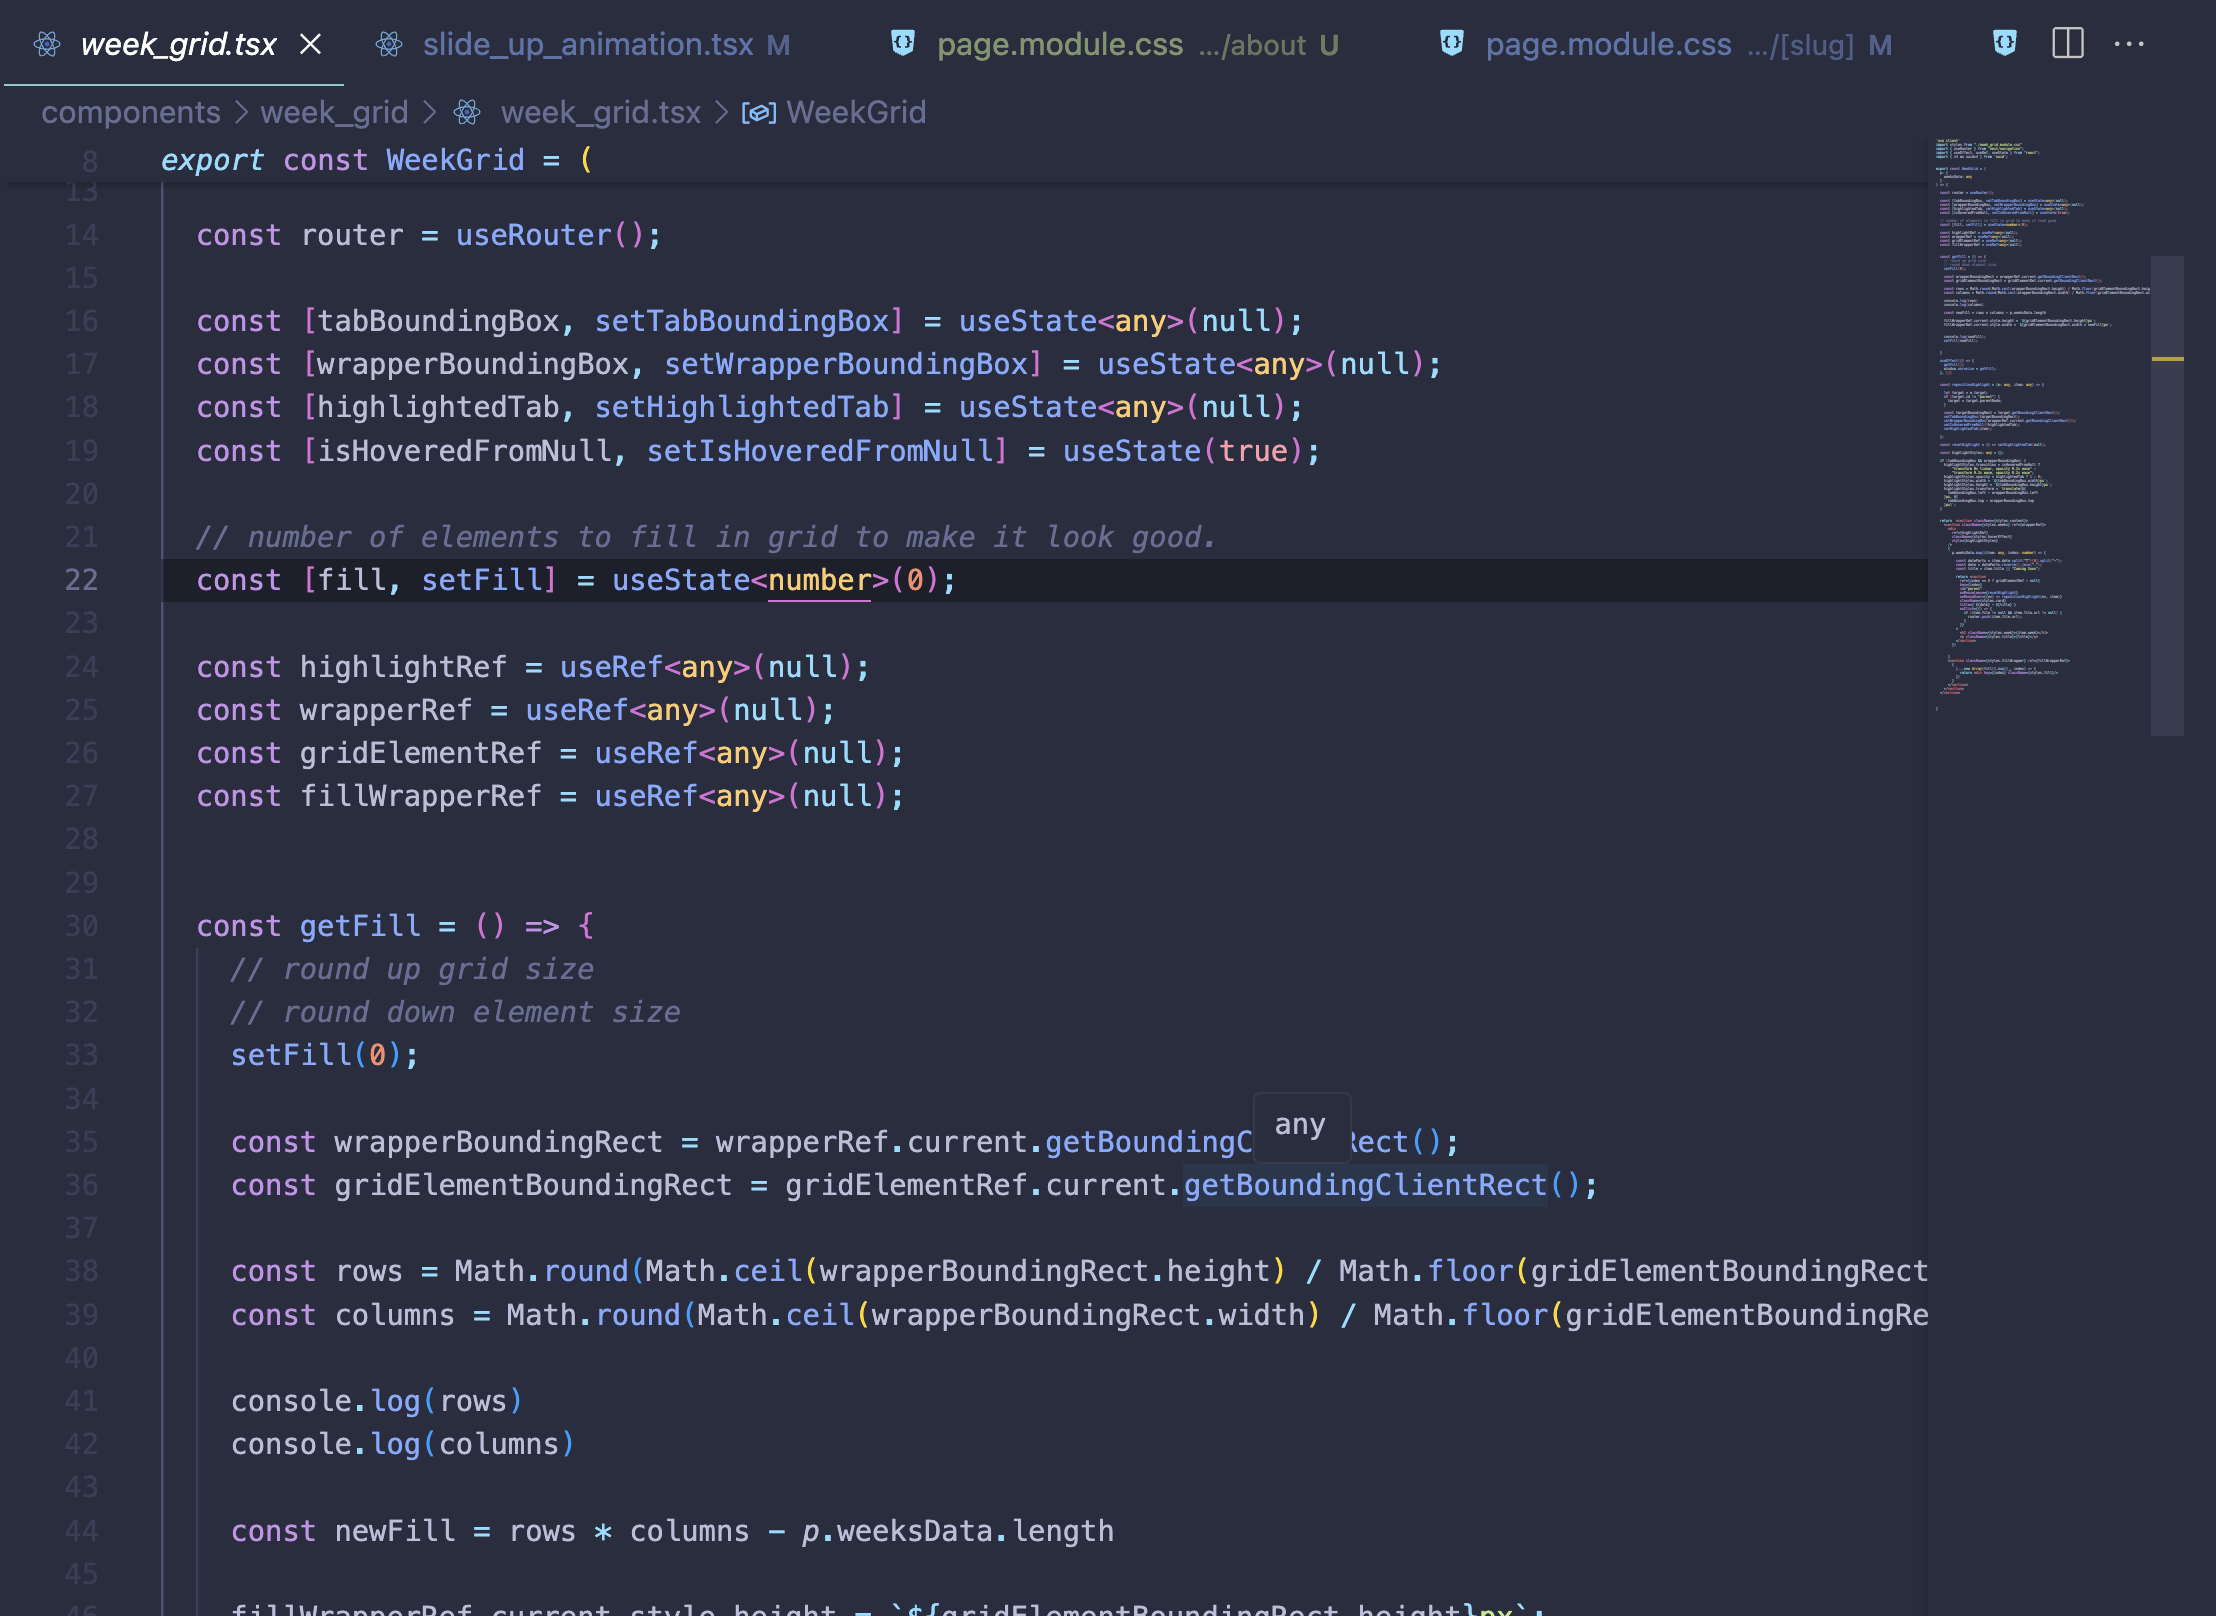 week_grid.tsx
slide_up_animation.tsx M
page.module.css .../about U
page.module.css .../[slug] M
components > week_grid > week_grid.tsx > WeekGrid
8 export const WeekGrid = (
13
14 const router = useRouter();
15
16 const [tabBoundingBox, setTabBoundingBox] = useState<any>(null);
17 const [wrapperBoundingBox, setWrapperBoundingBox] = useState<any>(null);
18 const [highlightedTab, setHighlightedTab] = useState<any>(null);
19 const [isHoveredFromNull, setIsHoveredFromNull] = useState(true);
20
21 // number of elements to fill in grid to make it look good.
22 const [fill, setFill] = useState<number>(0);
23
24 const highlightRef = useRef<any>(null);
25 const wrapperRef = useRef<any>(null);
26 const gridElementRef = useRef<any>(null);
27 const fillWrapperRef = useRef<any>(null);
28
29
30 const getFill = () => {
31 // round up grid size
32 // round down element size
33 setFill(0);
34
any
35 const wrapperBoundingRect = wrapperRef.current.getBoundingC Rect();
36 const gridElementBoundingRect = gridElementRef.current.getBoundingClientRect();
37
38 const rows = Math.round(Math.ceil(wrapperBoundingRect.height) / Math.floor(gridElementBoundingRect
39 const columns = Math.round(Math.ceil(wrapperBoundingRect.width) / Math.floor(gridElementBoundingRe
40
41 console.log(rows)
42 console.log(columns)
43
44 const newFill = rows * columns - p.weeksData.length
45
46 fillWrapperRef.current.style.height = `${gridElementBoundingRect.height}px`;